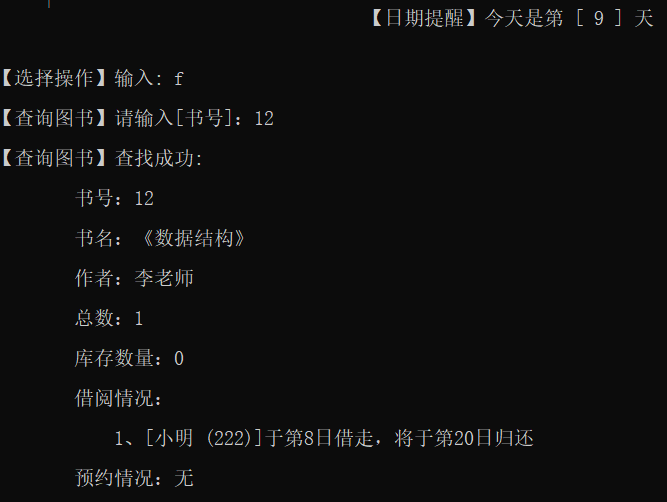 【日期提醒】今天是第 [ 9 ] 天
【选择操作】输入: f
【查询图书】请输入[书号]: 12
【查询图书】查找成功:
书号: 12
书名: 《数据结构》
作者: 李老师
总数: 1
库存数量: 0
借阅情况:
1、[小明 (222)]于第8日借走，将于第20日归还
预约情况: 无